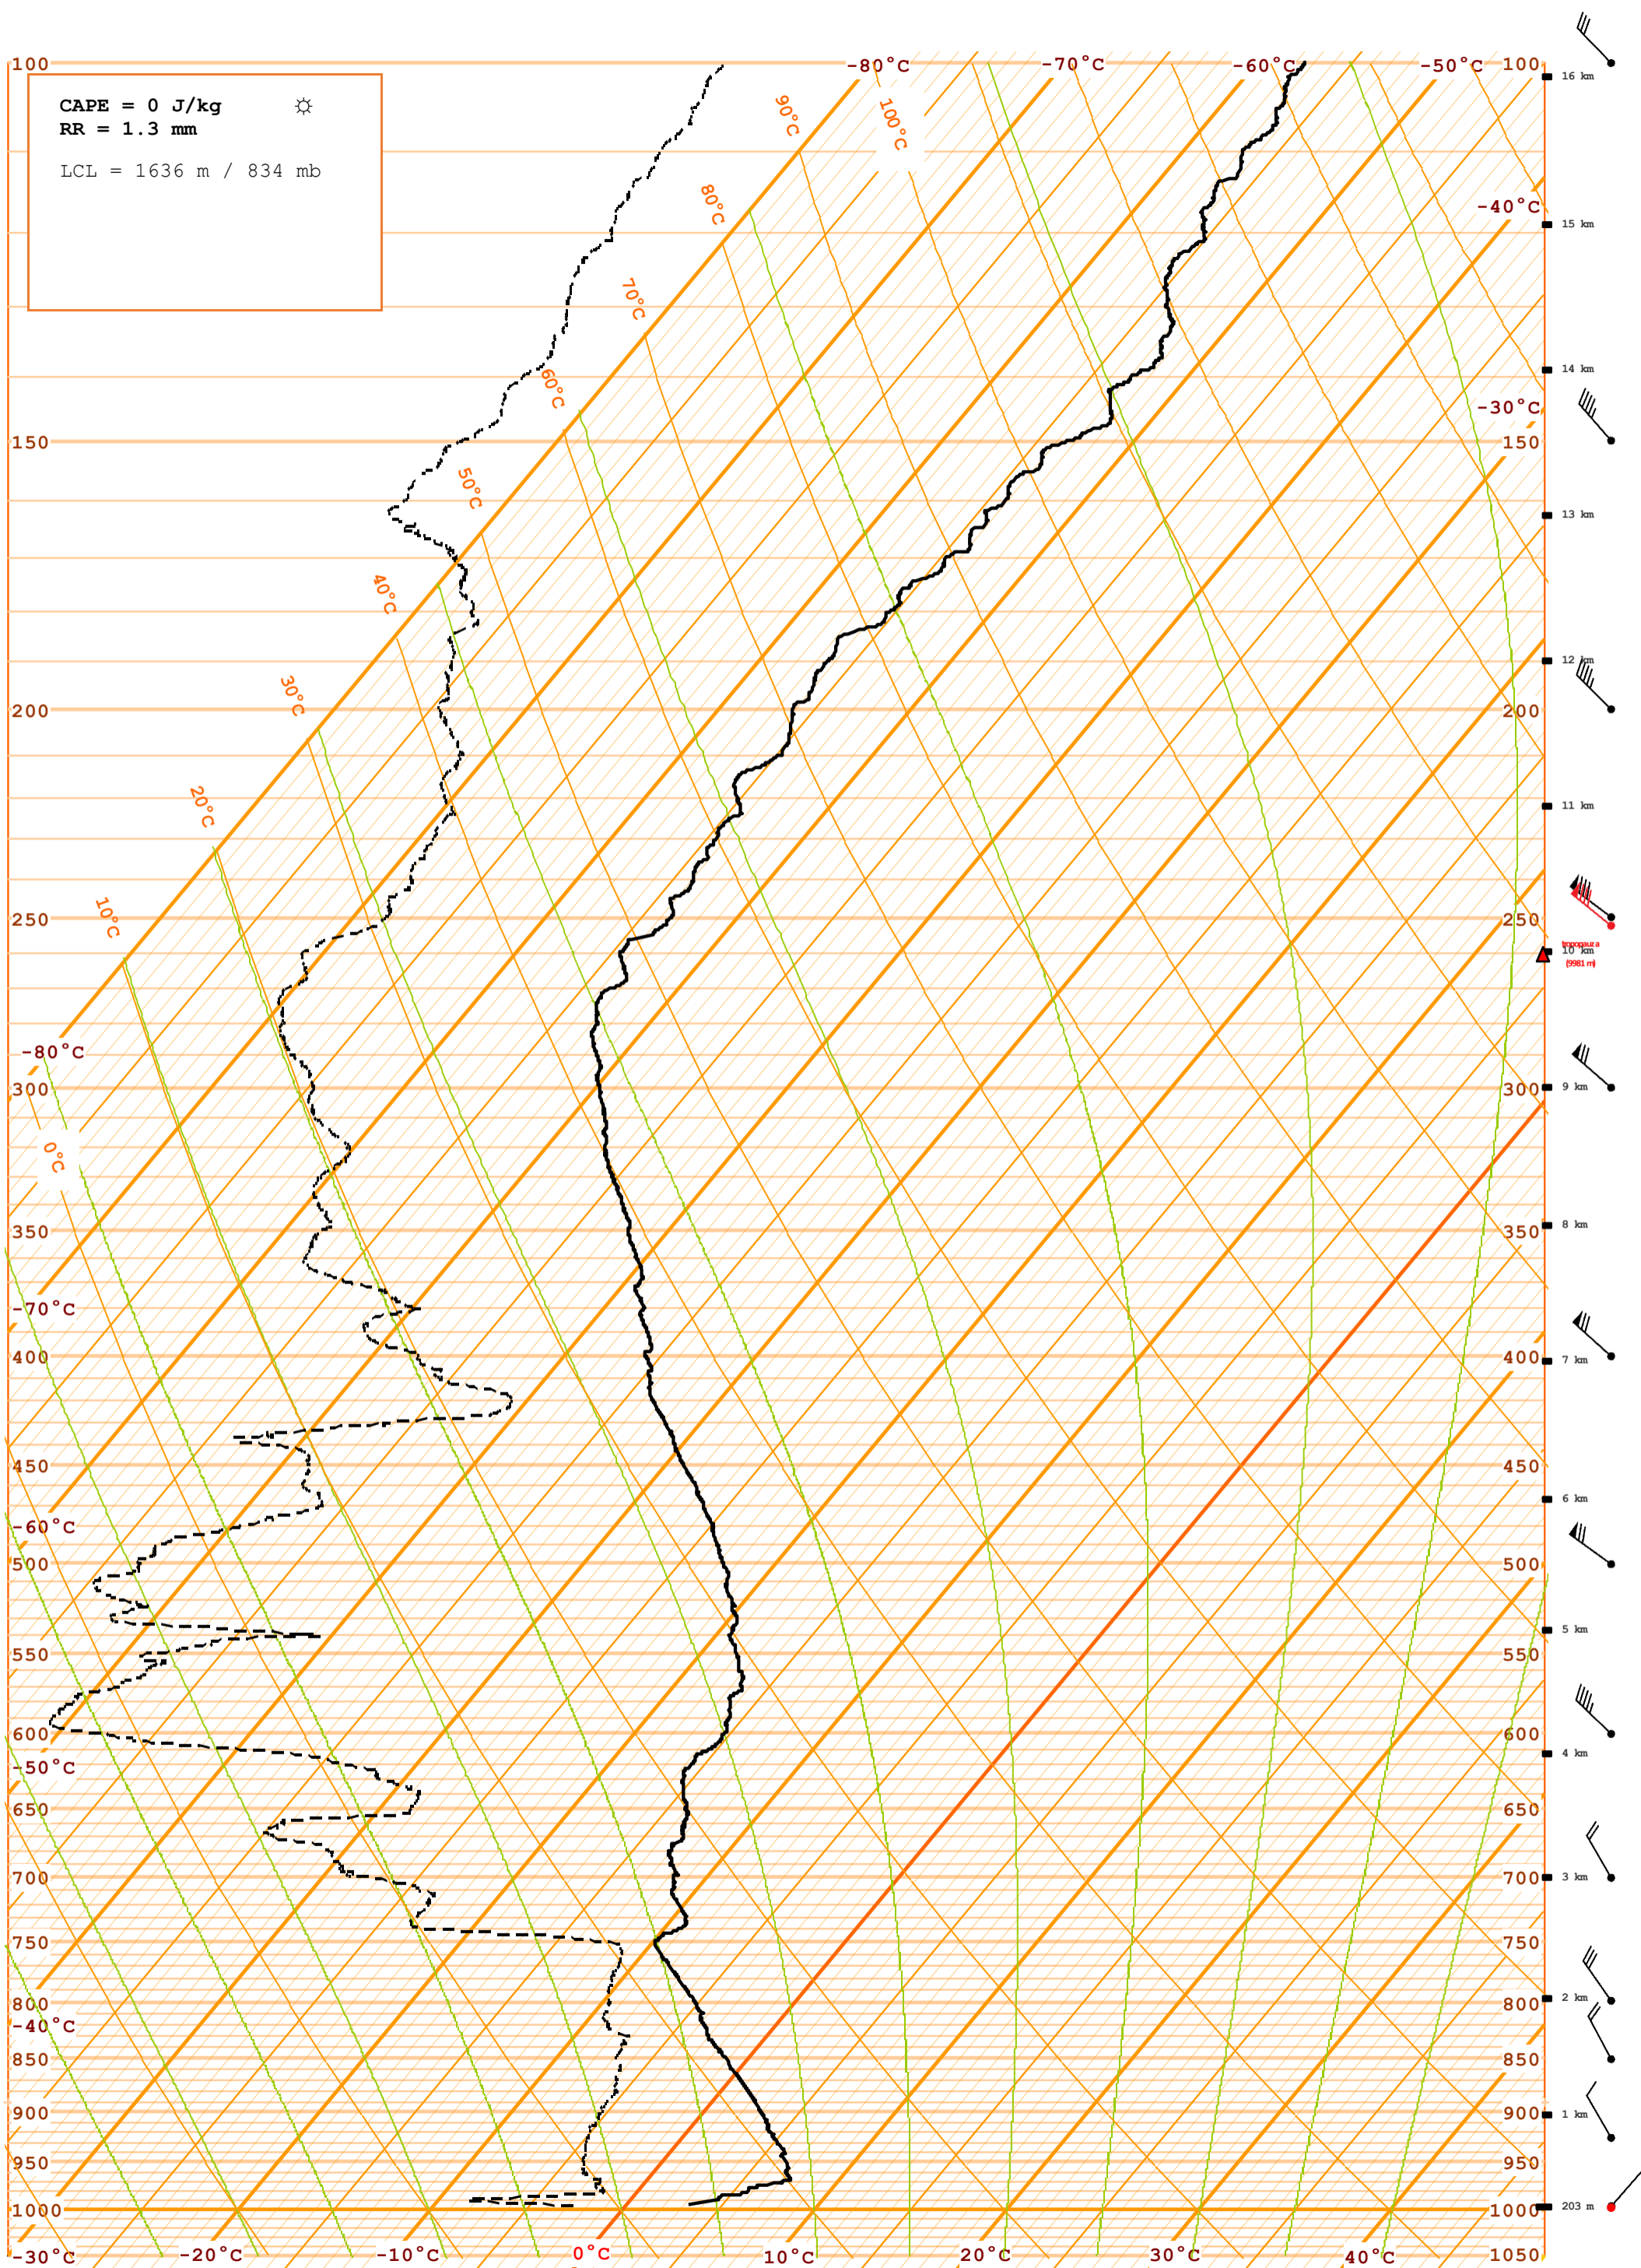 100
-80°C
-70°C
-60°C
-50°C
100
16 km
CAPE = 0 J/kg ☼
RR = 1.3 mm
LCL = 1636 m / 834 mb
90°C
100°C
80°C
-40°C
15 km
70°C
14 km
60°C
-30°C
150
150
50°C
13 km
40°C
12 km
30°C
200
200
20°C
11 km
10°C
250
250
tropopauza
10 km
(9981 m)
-80°C
300
300
9 km
0°C
350
350
8 km
-70°C
400
400
7 km
450
450
6 km
-60°C
500
500
5 km
550
550
600
600
4 km
-50°C
650
650
700
700
3 km
750
750
2 km
800
800
-40°C
850
850
900
900
1 km
950
950
1000
1000
203 m
-30°C
-20°C
-10°C
0°C
10°C
20°C
30°C
40°C
1050